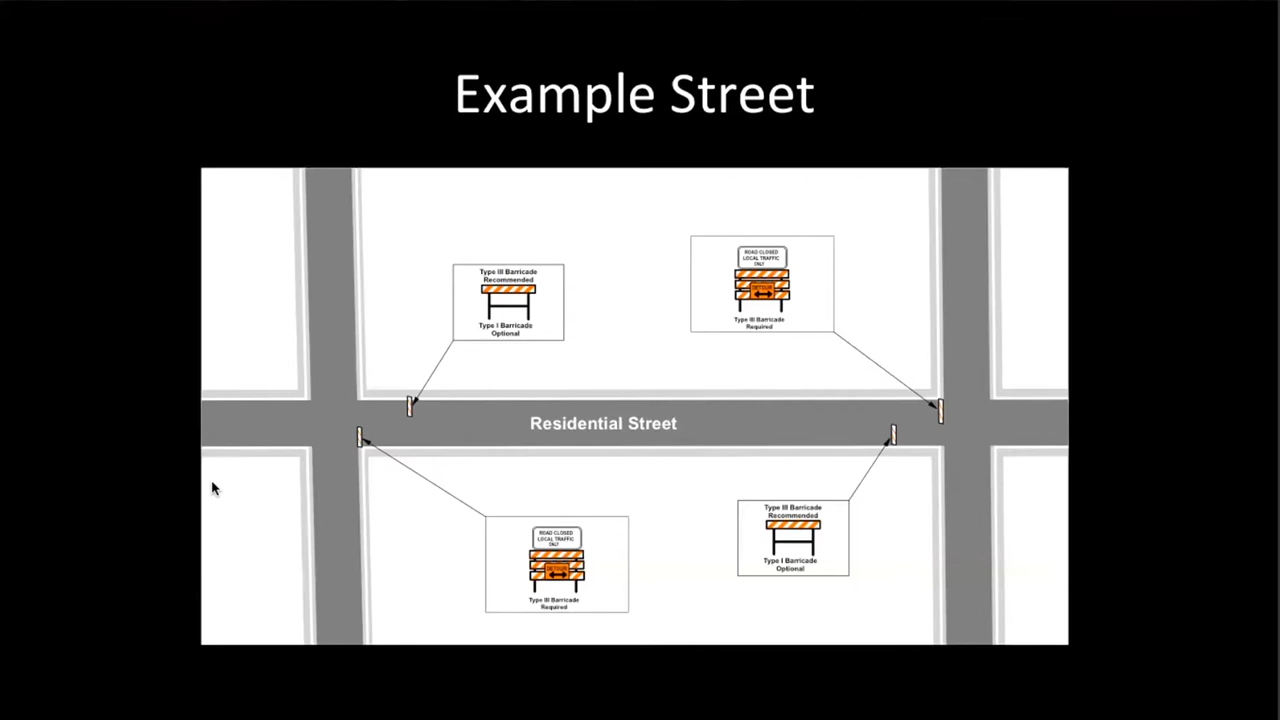 Example Street
Type III Barricade
Recommended
Type I Barricade
Optional
ROAD CLOSED
LOCAL TRAFFIC
ONLY
DETOUR
Type III Barricade
Required
Residential Street
ROAD CLOSED
LOCAL TRAFFIC
ONLY
DETOUR
Type III Barricade
Required
Type III Barricade
Recommended
Type I Barricade
Optional